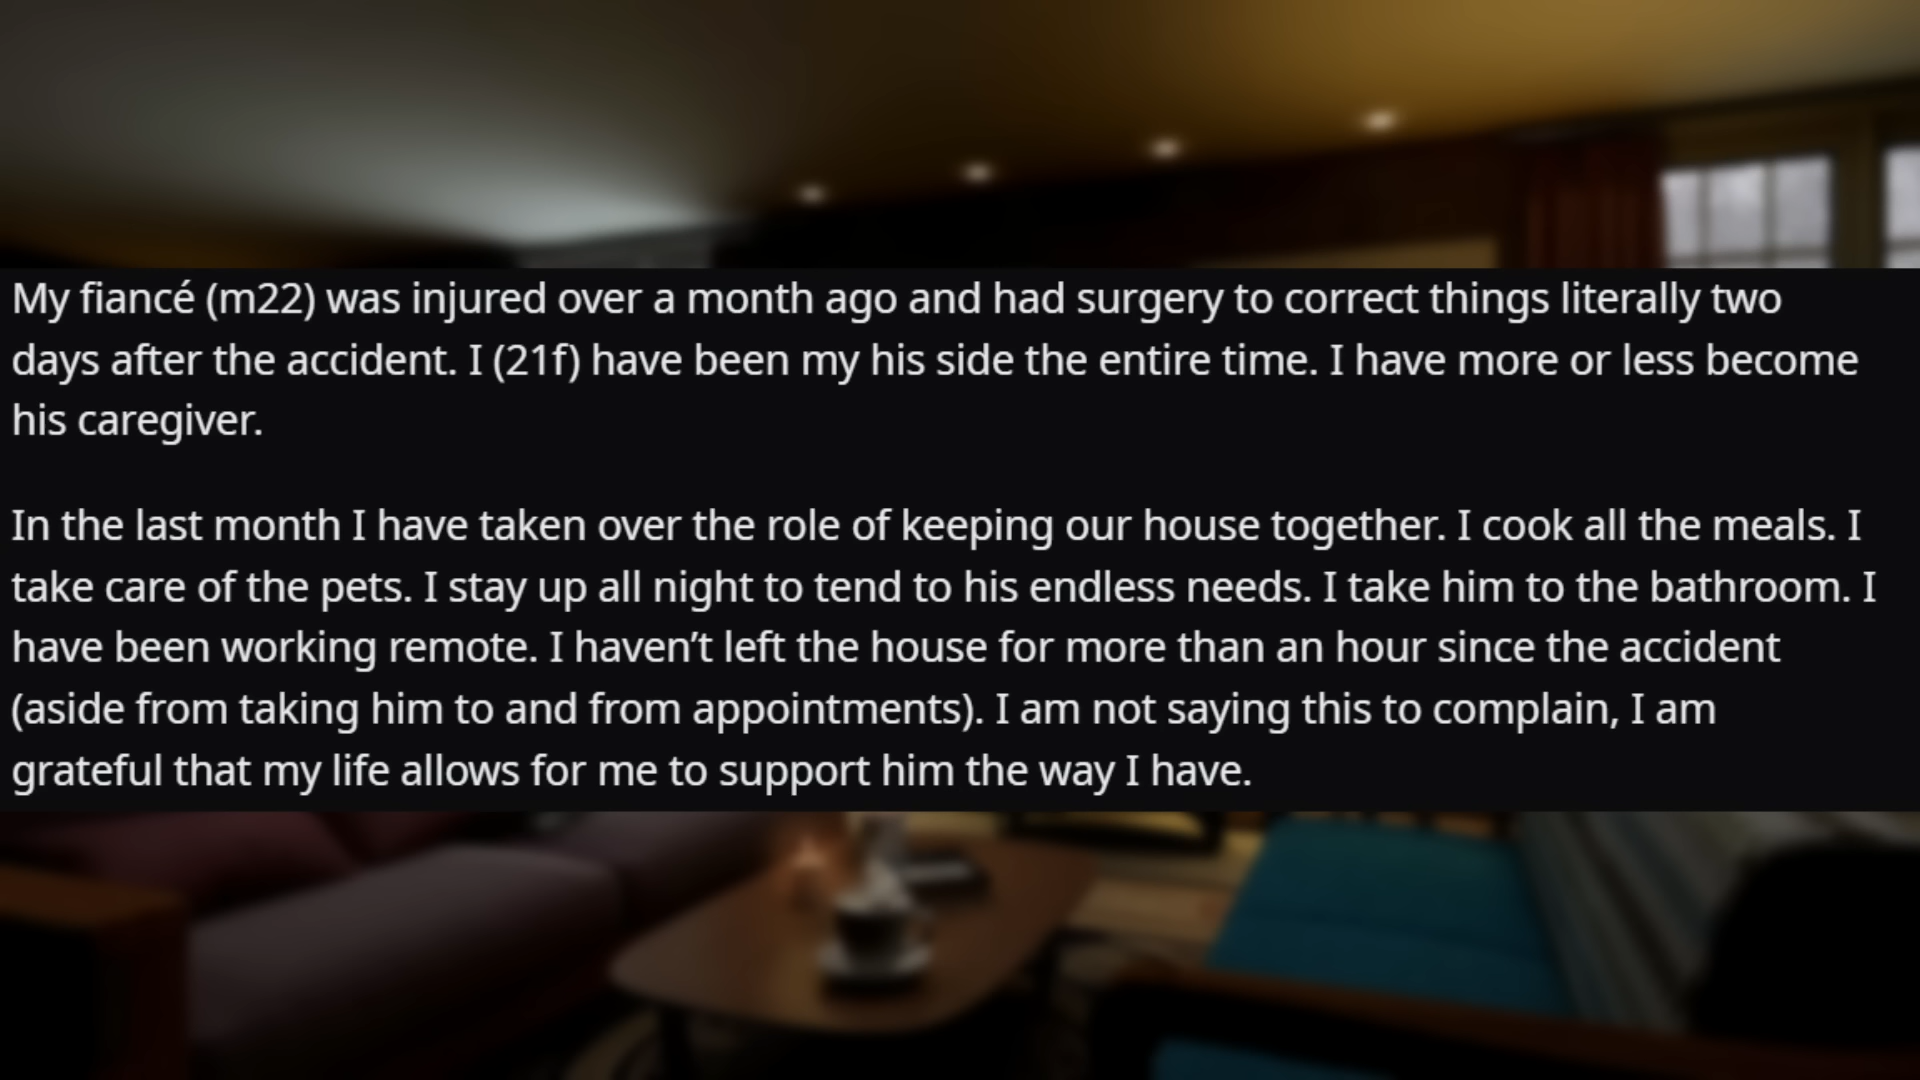 My fiancé (m22) was injured over a month ago and had surgery to correct things literally two
days after the accident. I (21f) have been my his side the entire time. I have more or less become
his caregiver.
In the last month I have taken over the role of keeping our house together. I cook all the meals. I
take care of the pets. I stay up all night to tend to his endless needs. I take him to the bathroom. I
have been working remote. I haven’t left the house for more than an hour since the accident
(aside from taking him to and from appointments). I am not saying this to complain, I am
grateful that my life allows for me to support him the way I have.